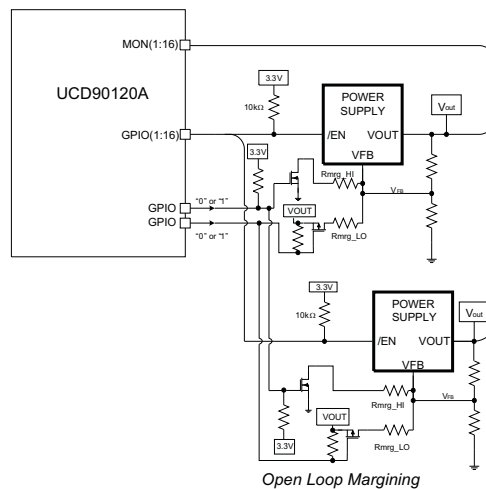 MON(1:16)
3.3V
UCD90120A
10kΩ
POWER
SUPPLY
Vout
GPIO(1:16)
/EN
VOUT
3.3V
VFB
Rmrg_HI
VFB
GPIO
"0" or "1"
VOUT
GPIO
Rmrg_LO
"0" or "1"
3.3V
POWER
SUPPLY
Vout
10kΩ
/EN
VOUT
VFB
Rmrg_HI
VFB
VOUT
3.3V
Rmrg_LO
Open Loop Margining